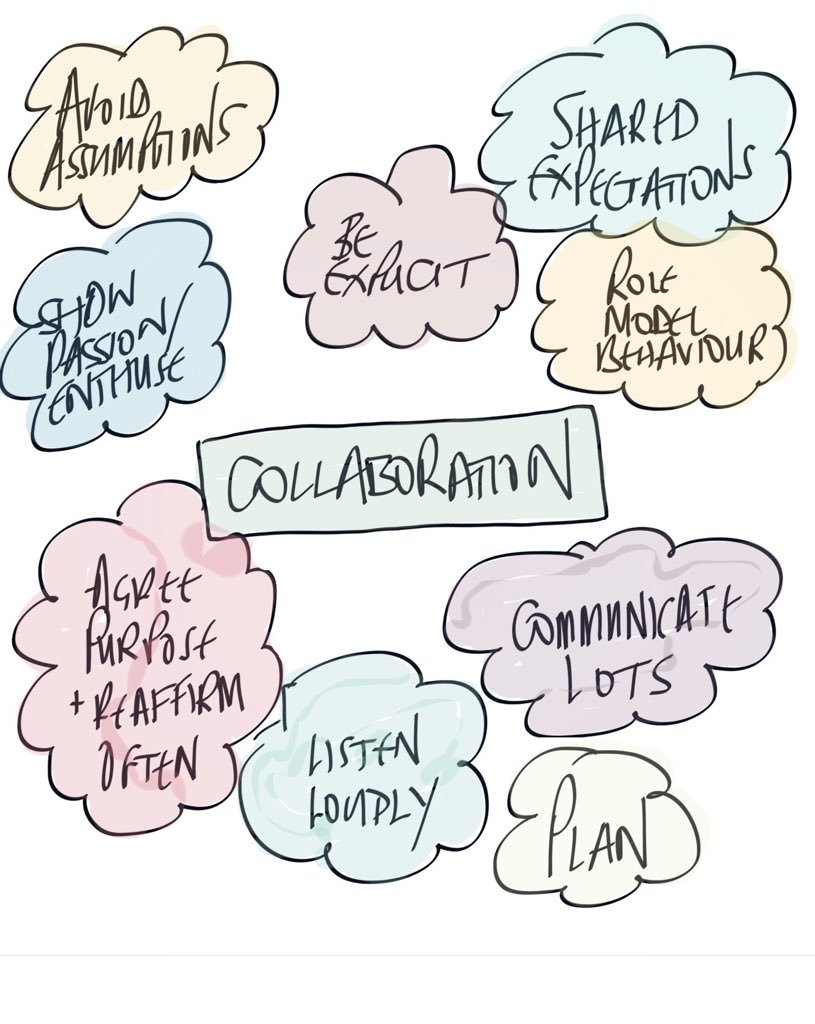 AVOID
ASSUMPTIONS
SHARED
EXPECTATIONS
BE
EXPLICIT
SHOW
PASSION/
ENTHUSE
ROLE
MODEL
BEHAVIOUR
COLLABORATION
AGREE
PURPOSE
+ REAFFIRM
OFTEN
COMMUNICATE
LOTS
LISTEN
LOUDLY
PLAN